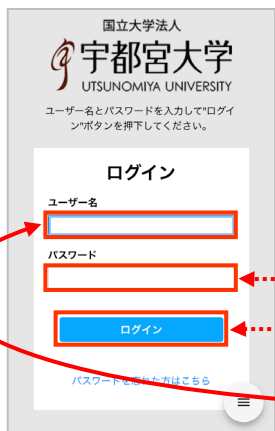 国立大学法人
宇都宮大学
UTSUNOMIYA UNIVERSITY
ユーザー名とパスワードを入力して"ログイ
ン"ボタンを押下してください。
ログイン
ユーザー名
パスワード
ログイン
パスワードを忘れた方はこちら